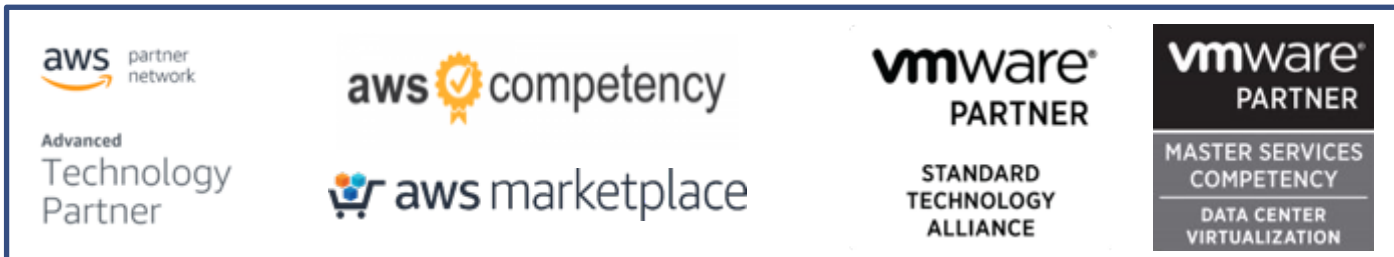 aws partner
network
Advanced
Technology
Partner
aws competency
aws marketplace
vmware®
PARTNER
STANDARD
TECHNOLOGY
ALLIANCE
vmware®
PARTNER
MASTER SERVICES
COMPETENCY
DATA CENTER
VIRTUALIZATION